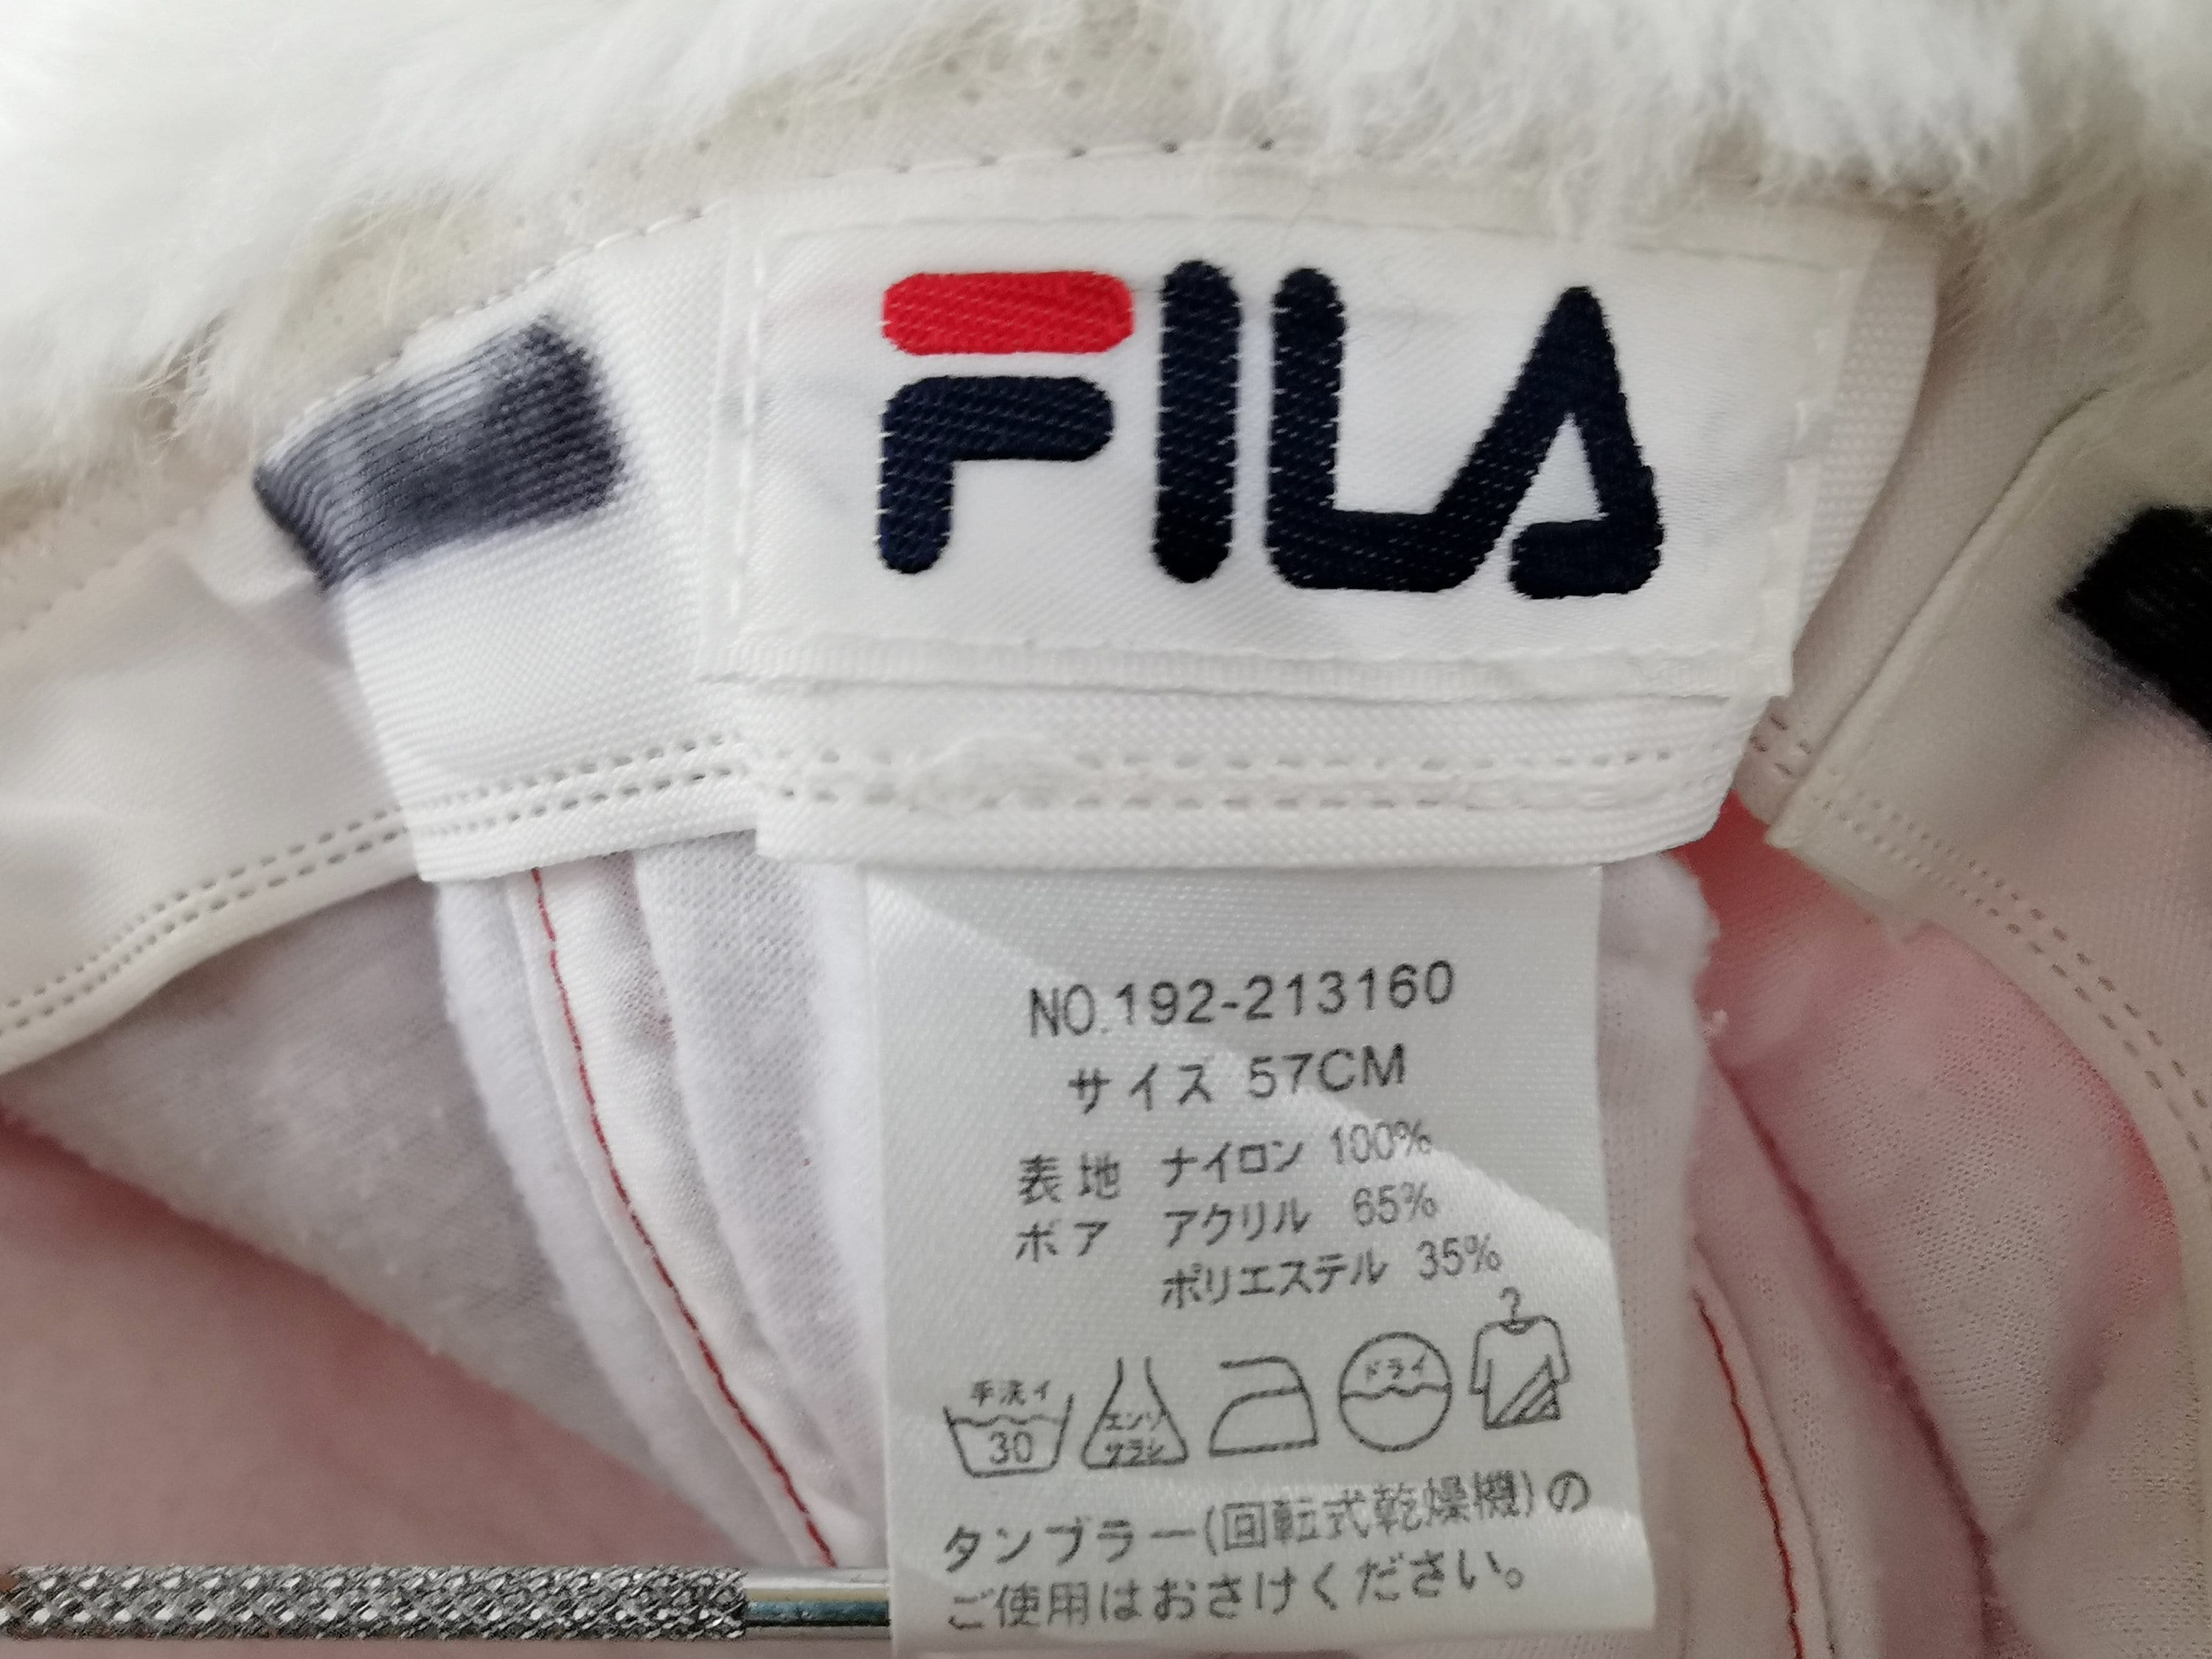 FILA
NO.192-213160
サイズ 57CM
表地 ナイロン 100%
ボア アクリル 65%
ポリエステル 35%
手洗イ
30
エンソ
サラシ
ドライ
タンブラー(回転式乾燥機)の
ご使用はおさけください。